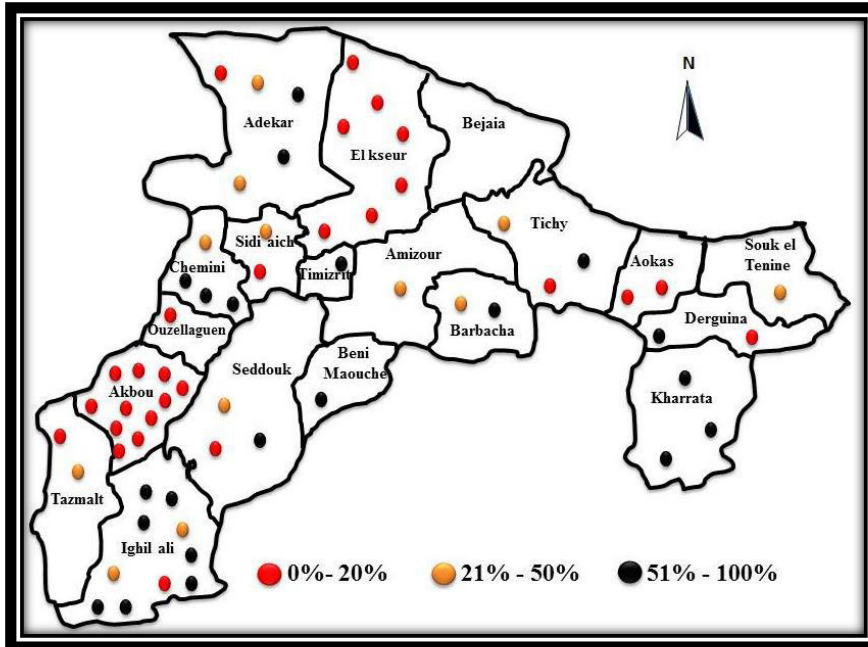 N
Adekar
El kseur
Bejaia
Sidi aich
Chemini
Timizrit
Amizour
Tichy
Aokas
Souk el
Tenine
Ouzellaguen
Barbacha
Derguina
Seddouk
Beni
Maouche
Akbou
Kharrata
Tazmalt
Ighil ali
0%- 20%
21% - 50%
51% - 100%